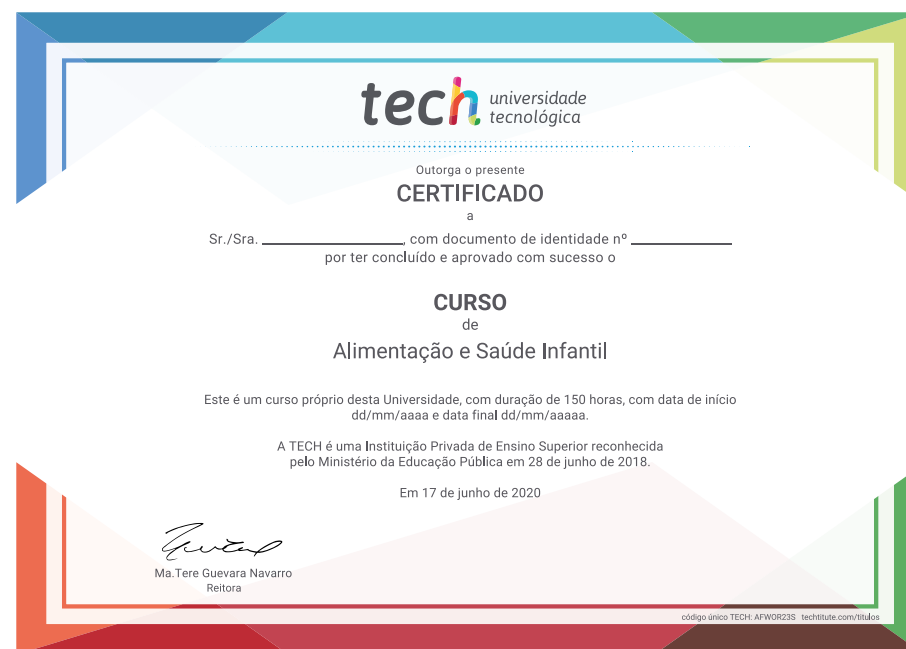 tech universidade
tecnológica
Outorga o presente
CERTIFICADO
a
Sr./Sra. ________________, com documento de identidade nº ___________
por ter concluído e aprovado com sucesso o
CURSO
de
Alimentação e Saúde Infantil
Este é um curso próprio desta Universidade, com duração de 150 horas, com data de início
dd/mm/aaaa e data final dd/mm/aaaaa.
A TECH é uma Instituição Privada de Ensino Superior reconhecida
pelo Ministério da Educação Pública em 28 de junho de 2018.
Em 17 de junho de 2020
Ma.Tere Guevara Navarro
Reitora
código único TECH: AFWOR23S techtitute.com/titulos